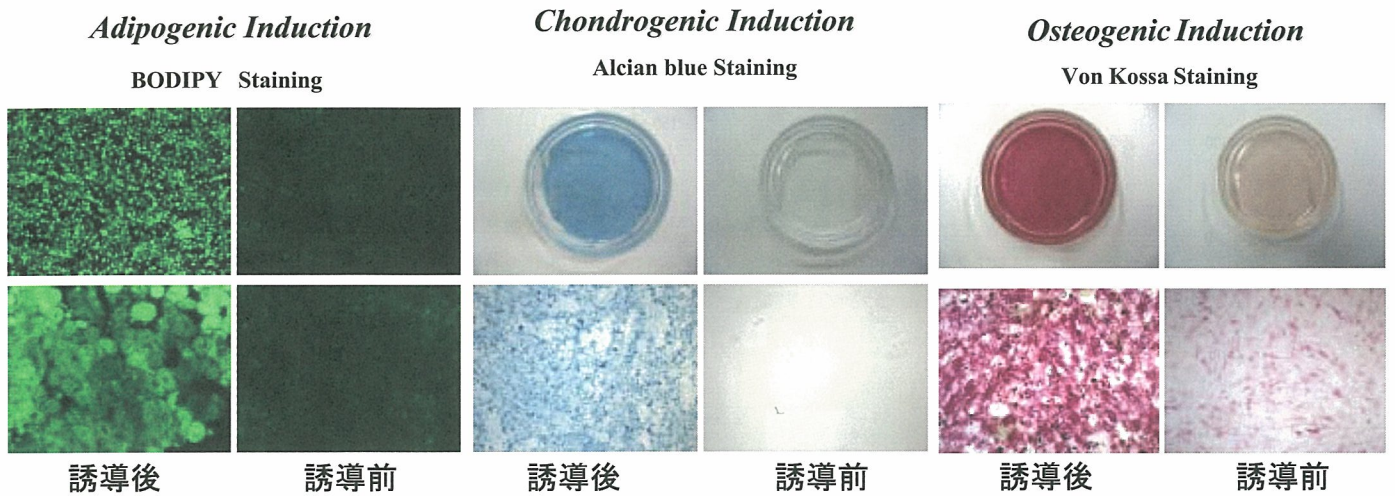 Adipogenic Induction
BODIPY Staining
Chondrogenic Induction
Alcian blue Staining
Osteogenic Induction
Von Kossa Staining
誘導後
誘導前
誘導後
誘導前
誘導後
誘導前